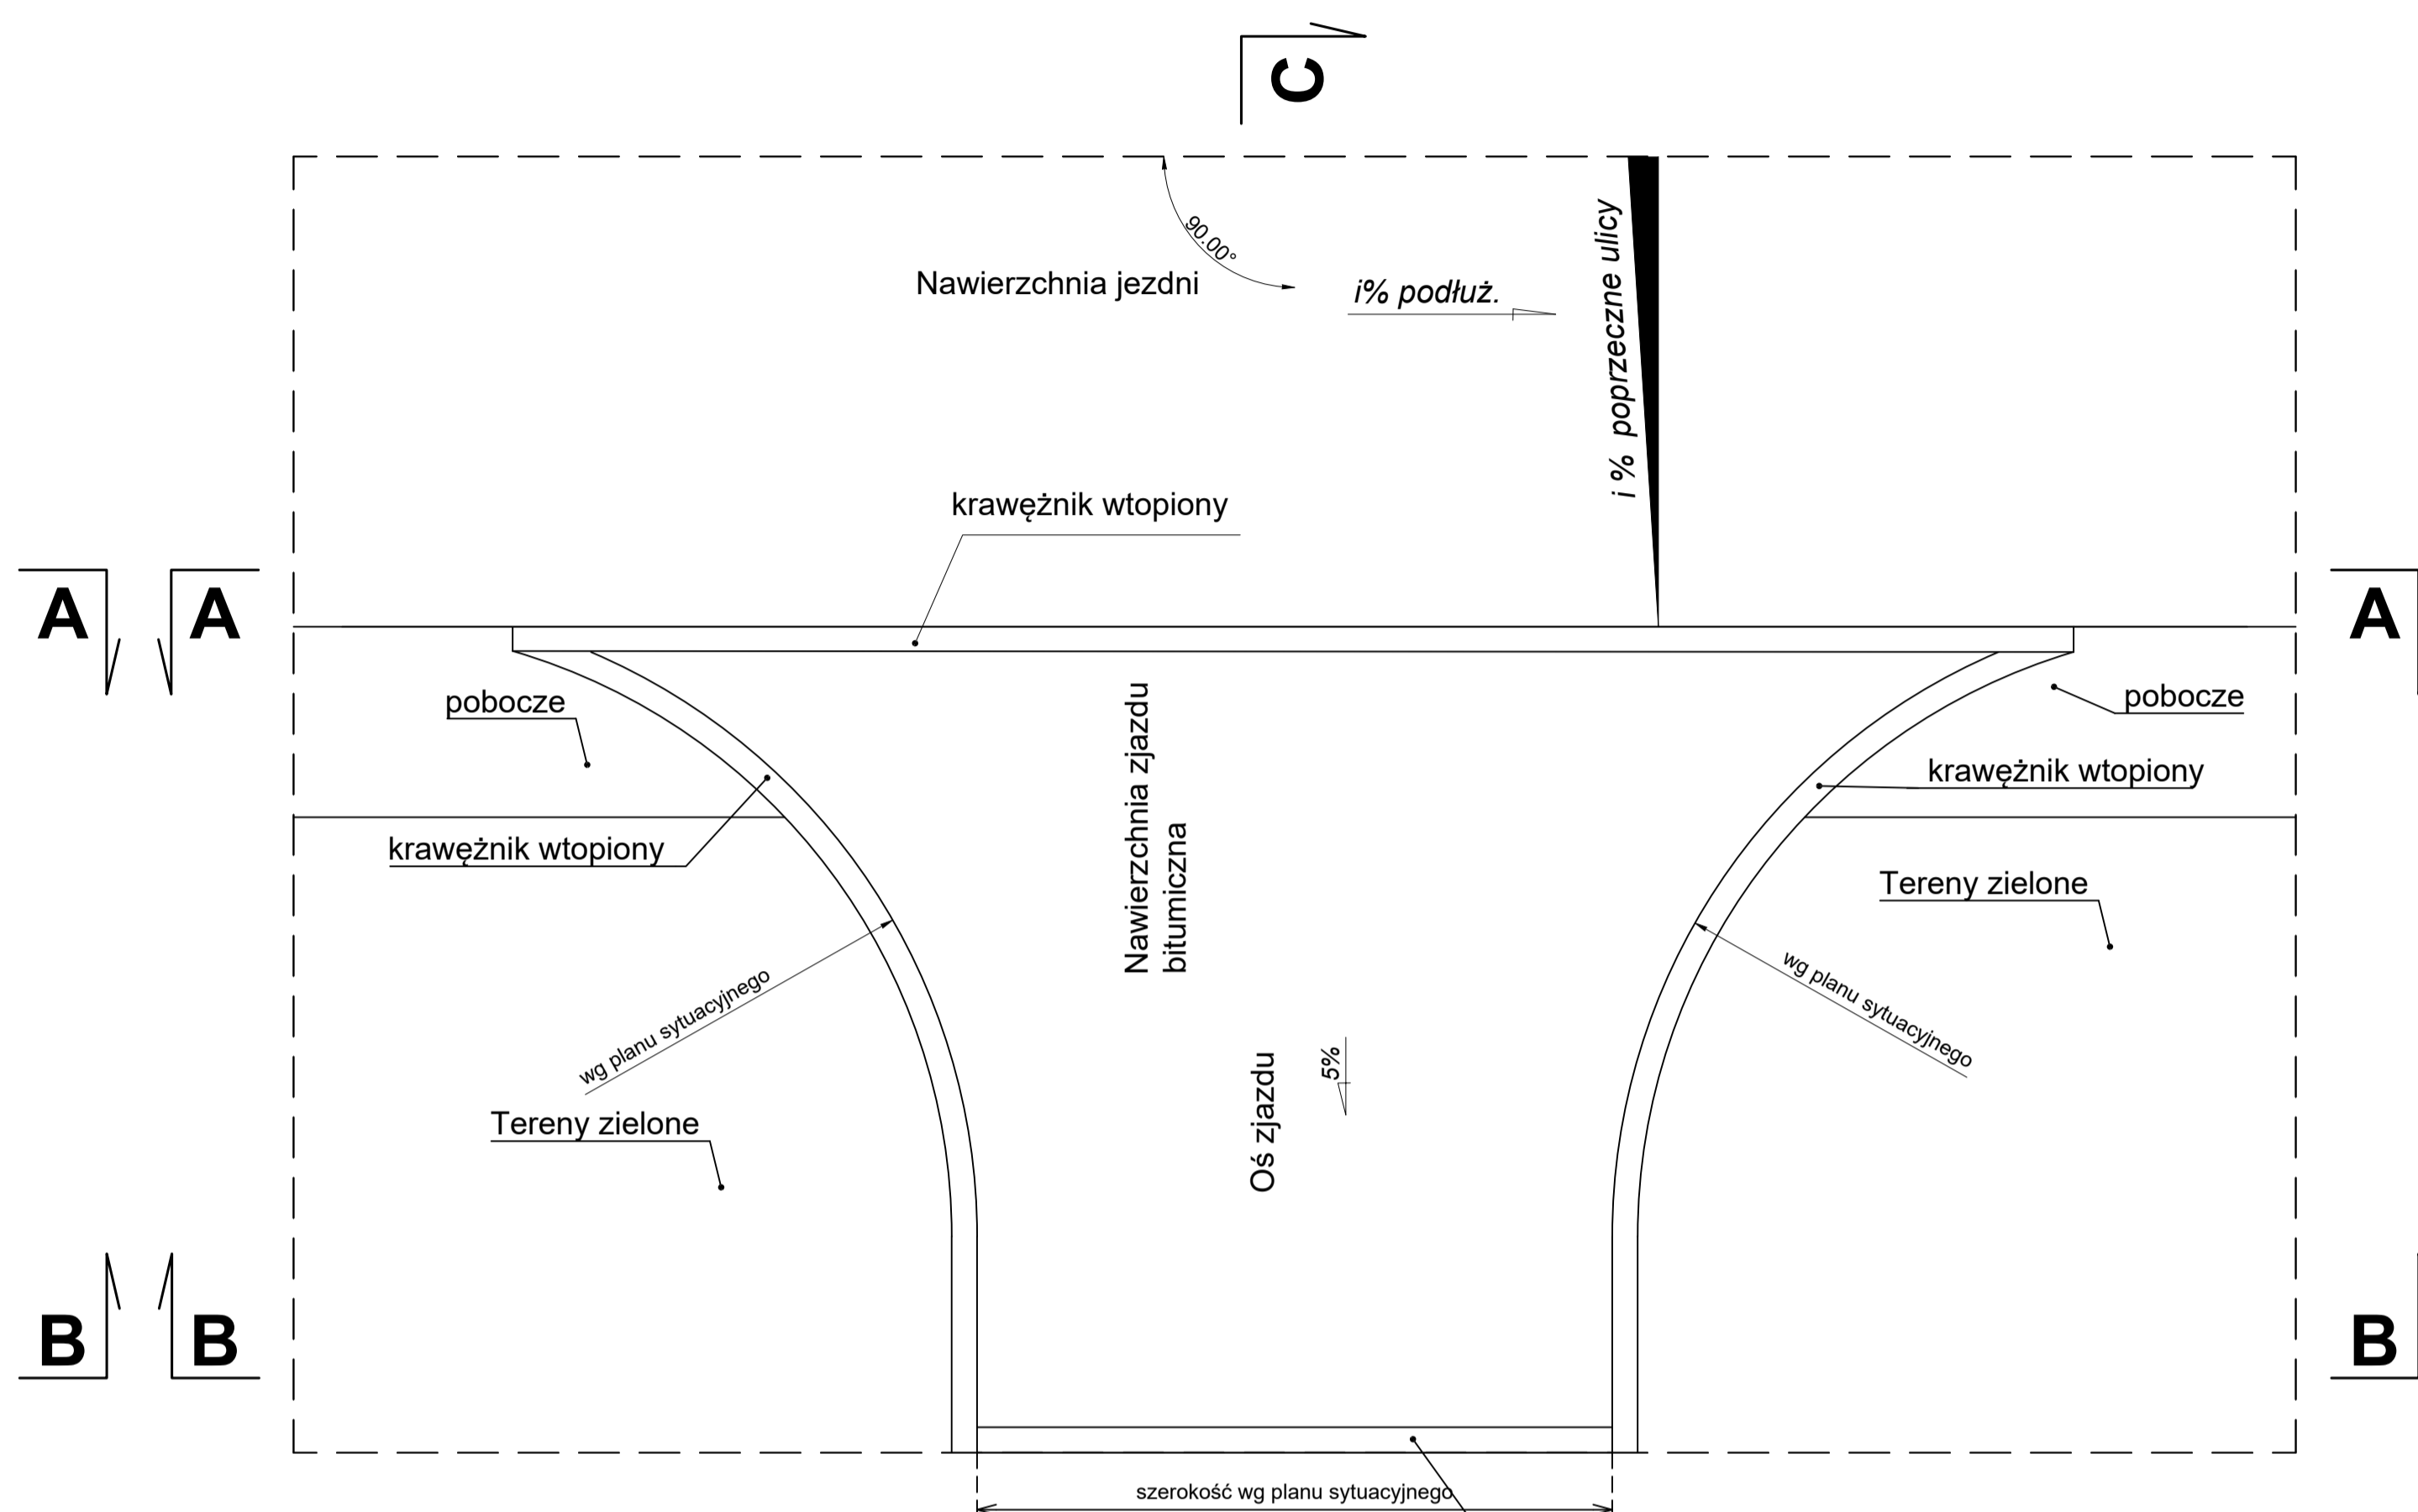 C
90.00°
Nawierzchnia jezdni
i% podłuż.
i % poprzeczne ulicy
krawężnik wtopiony
A
A
A
pobocze
pobocze
krawężnik wtopiony
krawężnik wtopiony
Tereny zielone
Nawierzchnia zjazdu
bitumiczna
wg planu sytuacyjnego
wg planu sytuacyjnego
Oś zjazdu
5%
Tereny zielone
B
B
B
szerokość wg planu sytuacyjnego